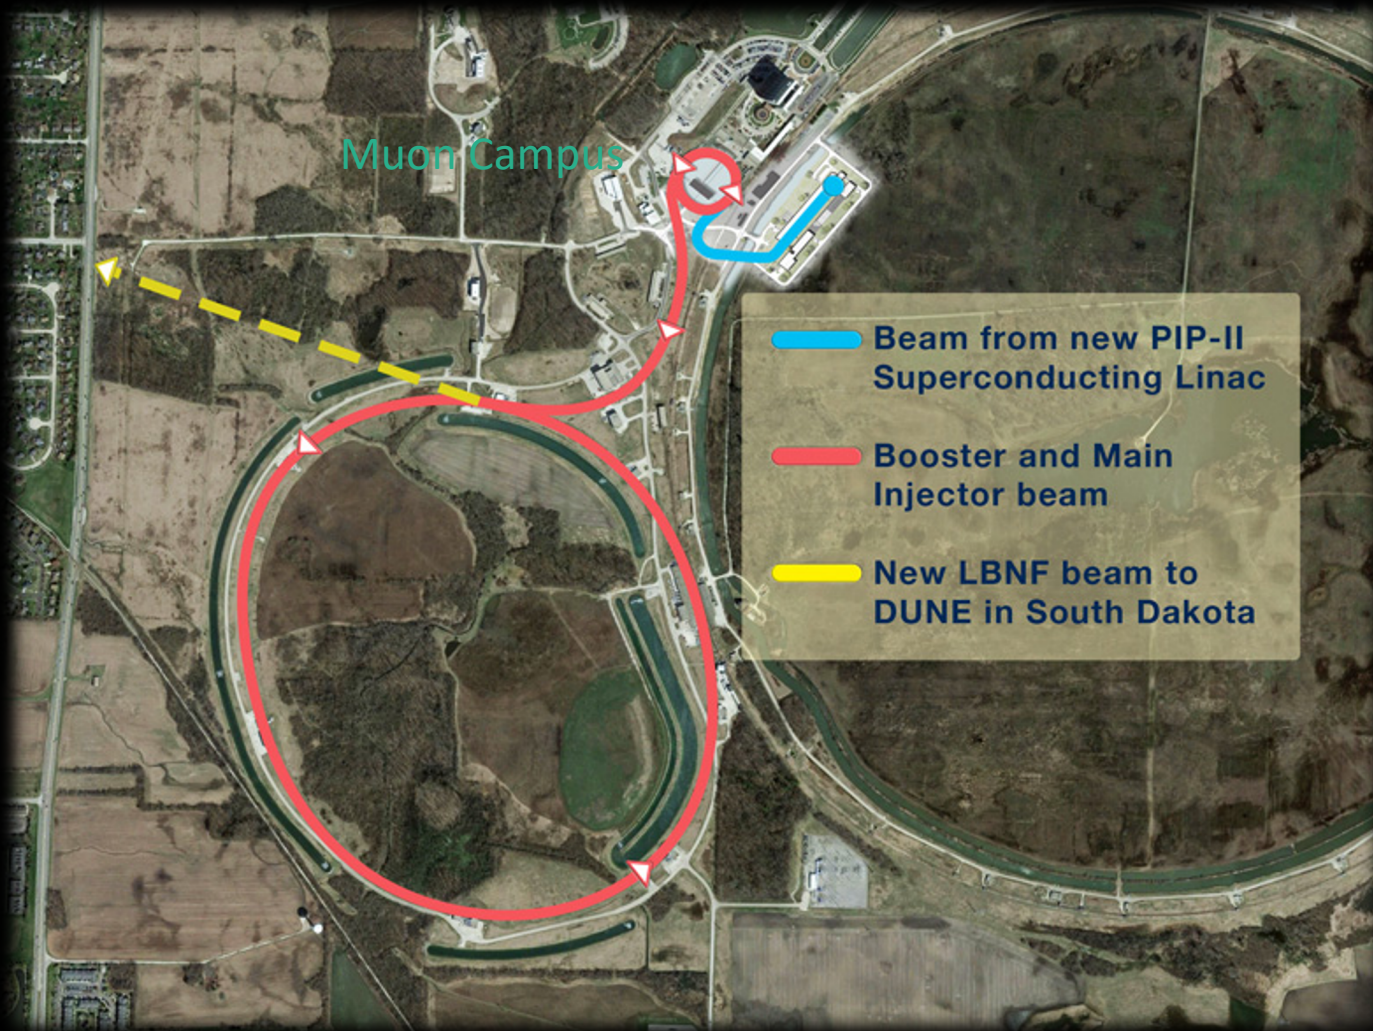 Muon Campus
Beam from new PIP-II
Superconducting Linac
Booster and Main
Injector beam
New LBNF beam to
DUNE in South Dakota